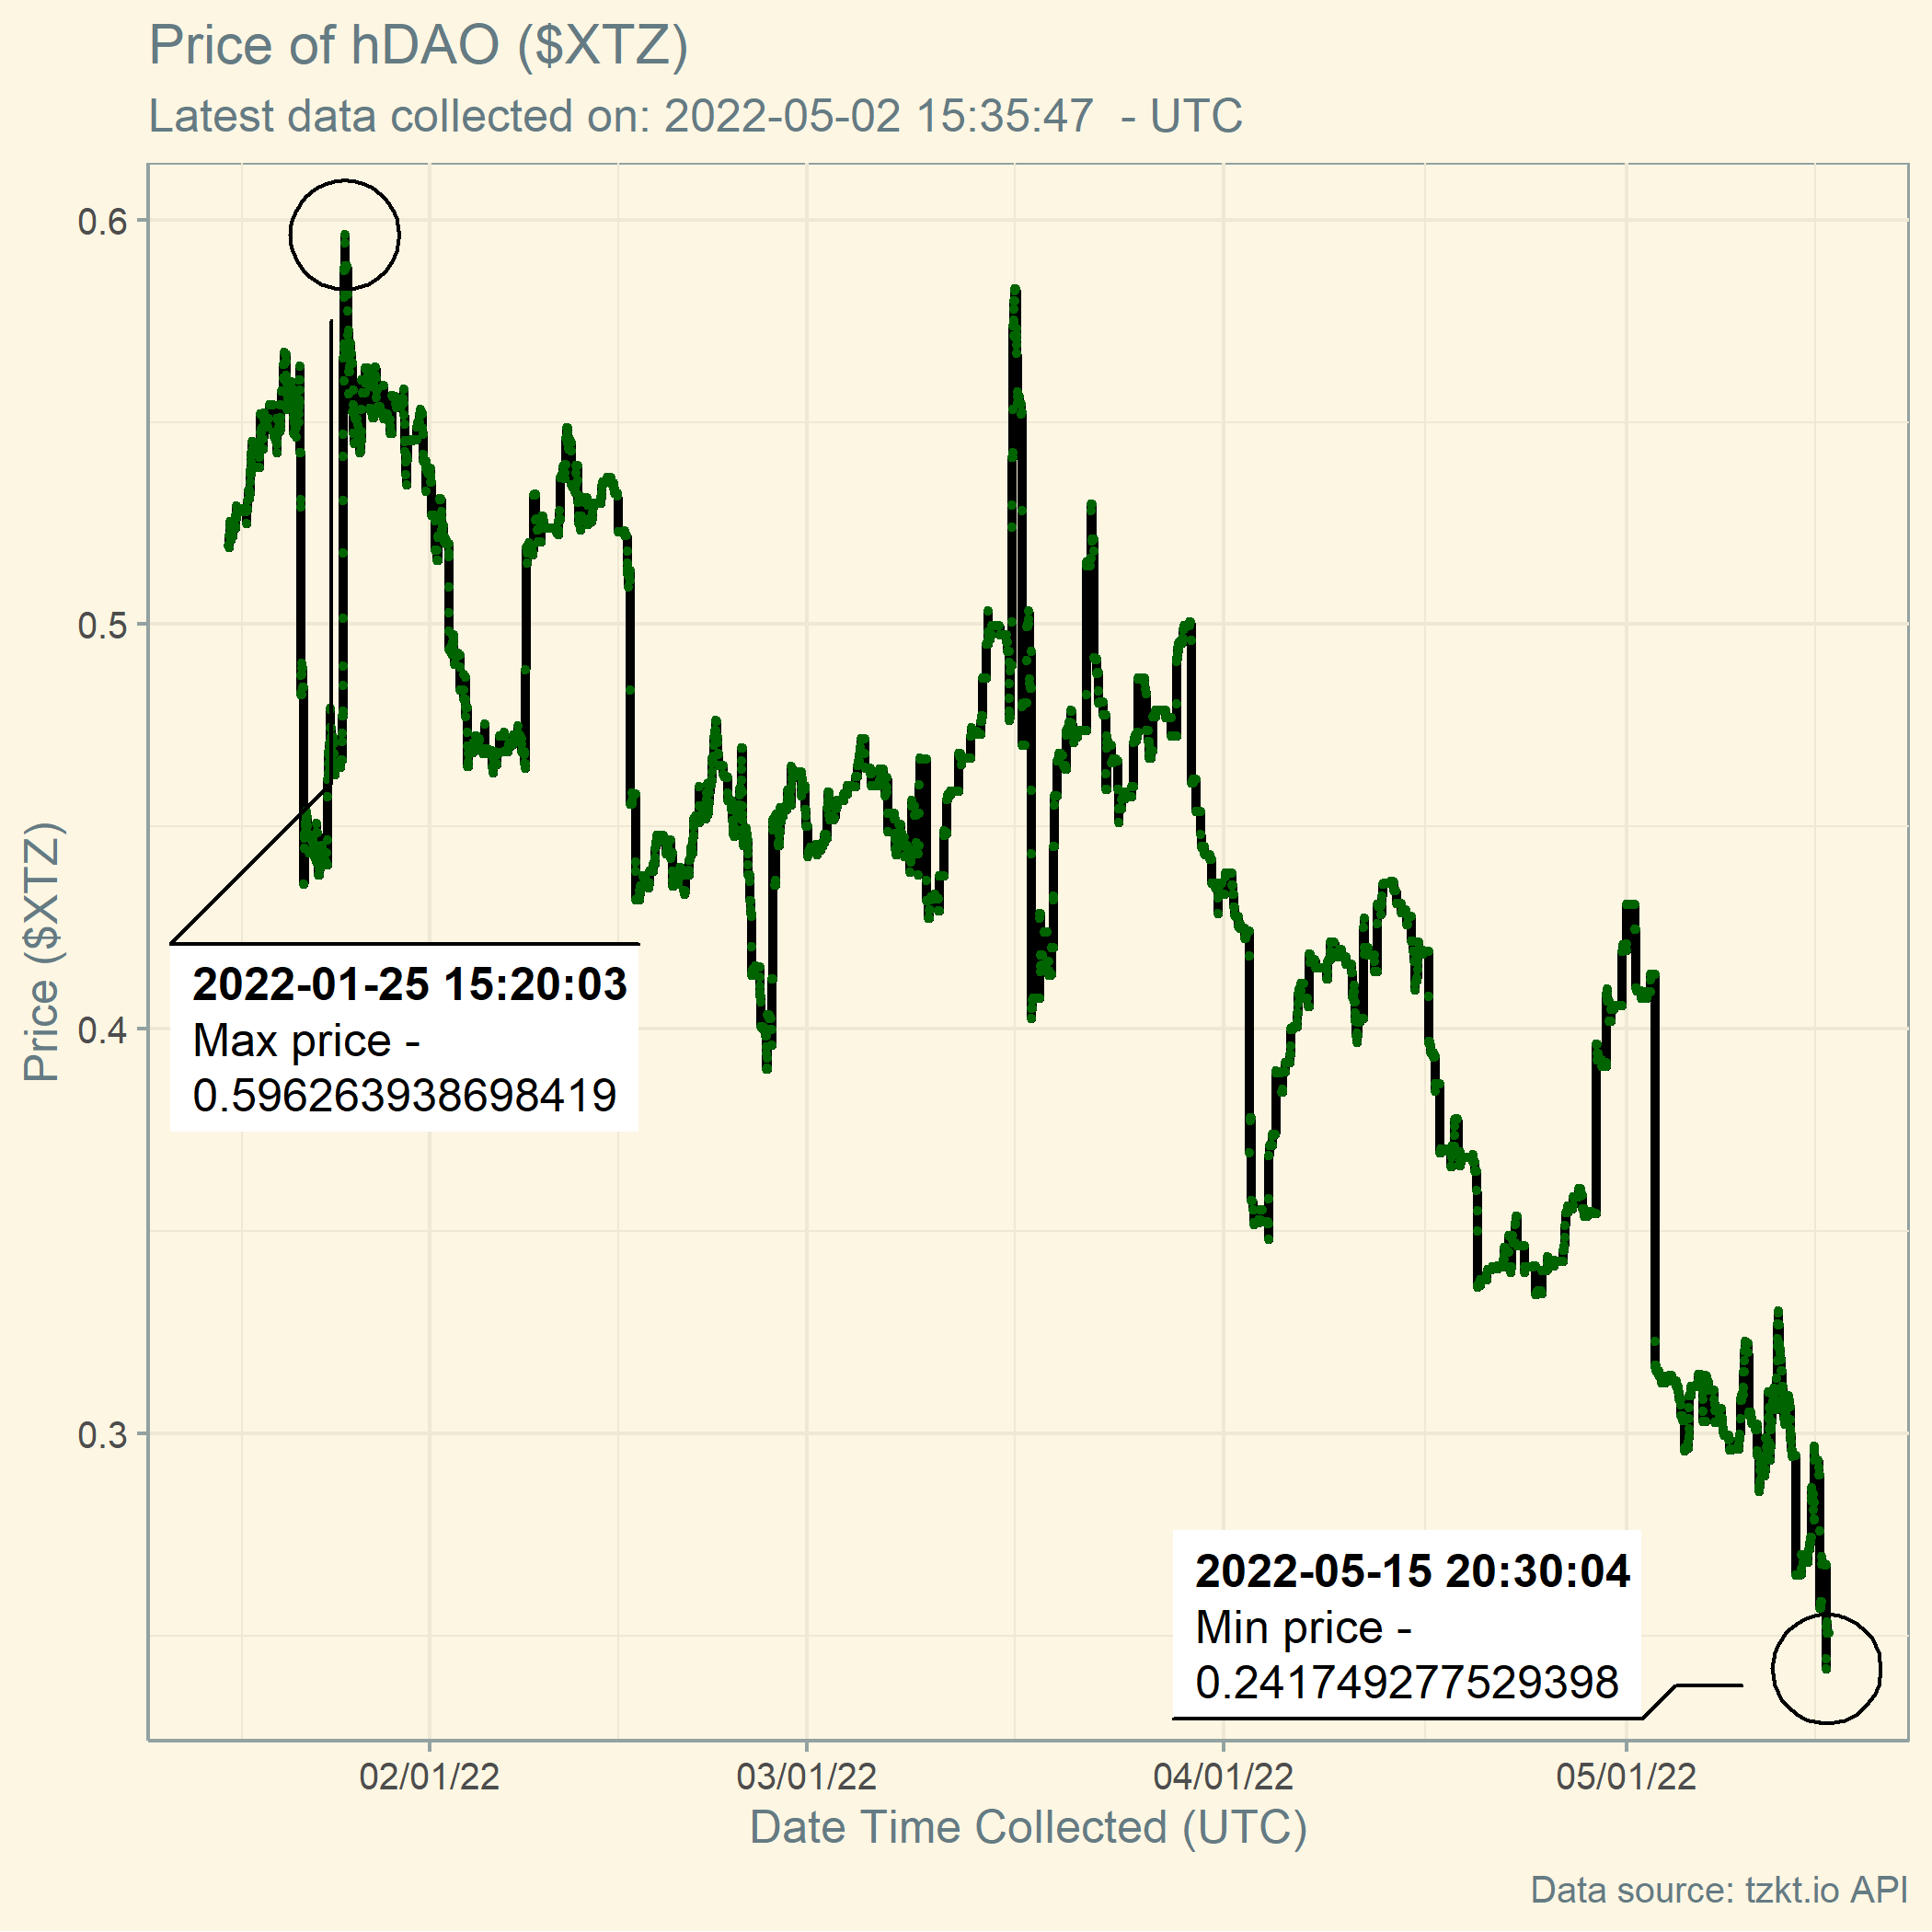 Price of hDAO ($XTZ)
Latest data collected on: 2022-05-02 15:35:47  - UTC
0.6
0.5
0.4
0.3
Price ($XTZ)
2022-01-25 15:20:03
Max price -
0.596263938698419
2022-05-15 20:30:04
Min price -
0.241749277529398
02/01/22
03/01/22
04/01/22
05/01/22
Date Time Collected (UTC)
Data source: tzkt.io API